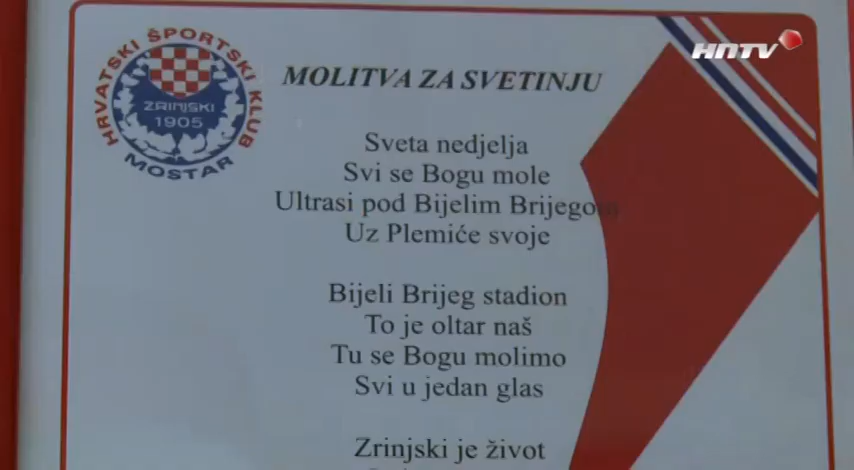 HNTV
HRVATSKI ŠPORTSKI KLUB
ZRINJSKI
1905
MOSTAR
MOLITVA ZA SVETINJU
Sveta nedjelja
Svi se Bogu mole
Ultrasi pod Bijelim Brijegom
Uz Plemiće svoje
Bijeli Brijeg stadion
To je oltar naš
Tu se Bogu molimo
Svi u jedan glas
Zrinjski je život